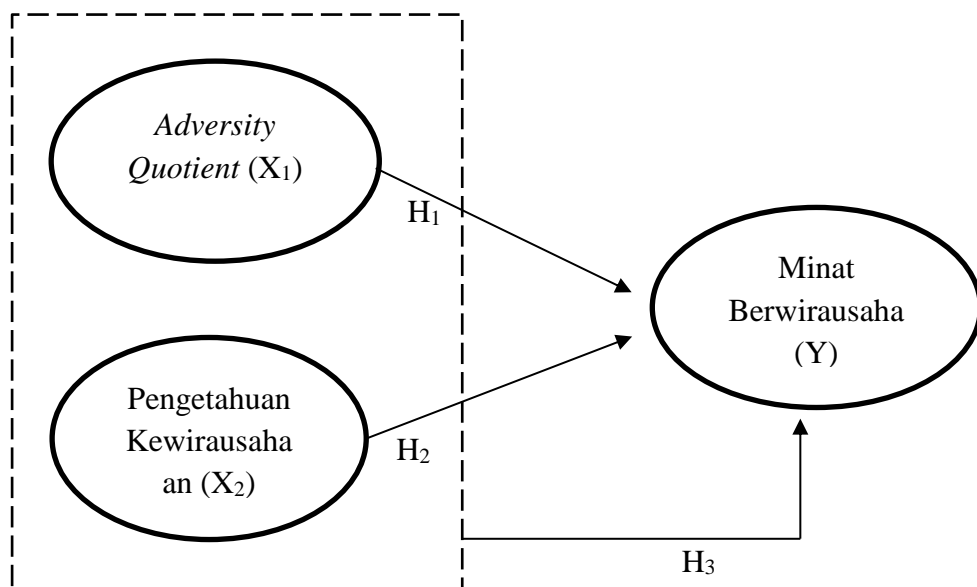 Adversity
Quotient (X₁)
H₁
Minat
Berwirausaha
(Y)
Pengetahuan
Kewirausaha
an (X₂)
H₂
H₃